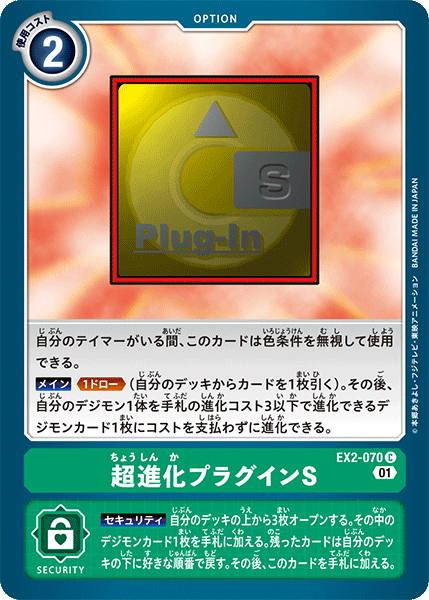 OPTION
使用コスト
2
S
Plug-In
BANDAI MADE IN JAPAN
©本郷あきよし・フジテレビ・東映アニメーション
自分のテイマーがいる間、このカードは色条件を無視して使用
できる。
メイン 1ドロー (自分のデッキからカードを1枚引く)。その後、
自分のデジモン1体を手札の進化コスト3以下で進化できるデ
ジモンカード1枚にコストを支払わずに進化できる。
EX2-070 C
01
ちょうしんか
超進化プラグインS
セキュリティ 自分のデッキの上から3枚オープンする。その中の
デジモンカード1枚を手札に加える。残ったカードは自分のデッ
キの下に好きな順番で戻す。その後、このカードを手札に加える。
SECURITY